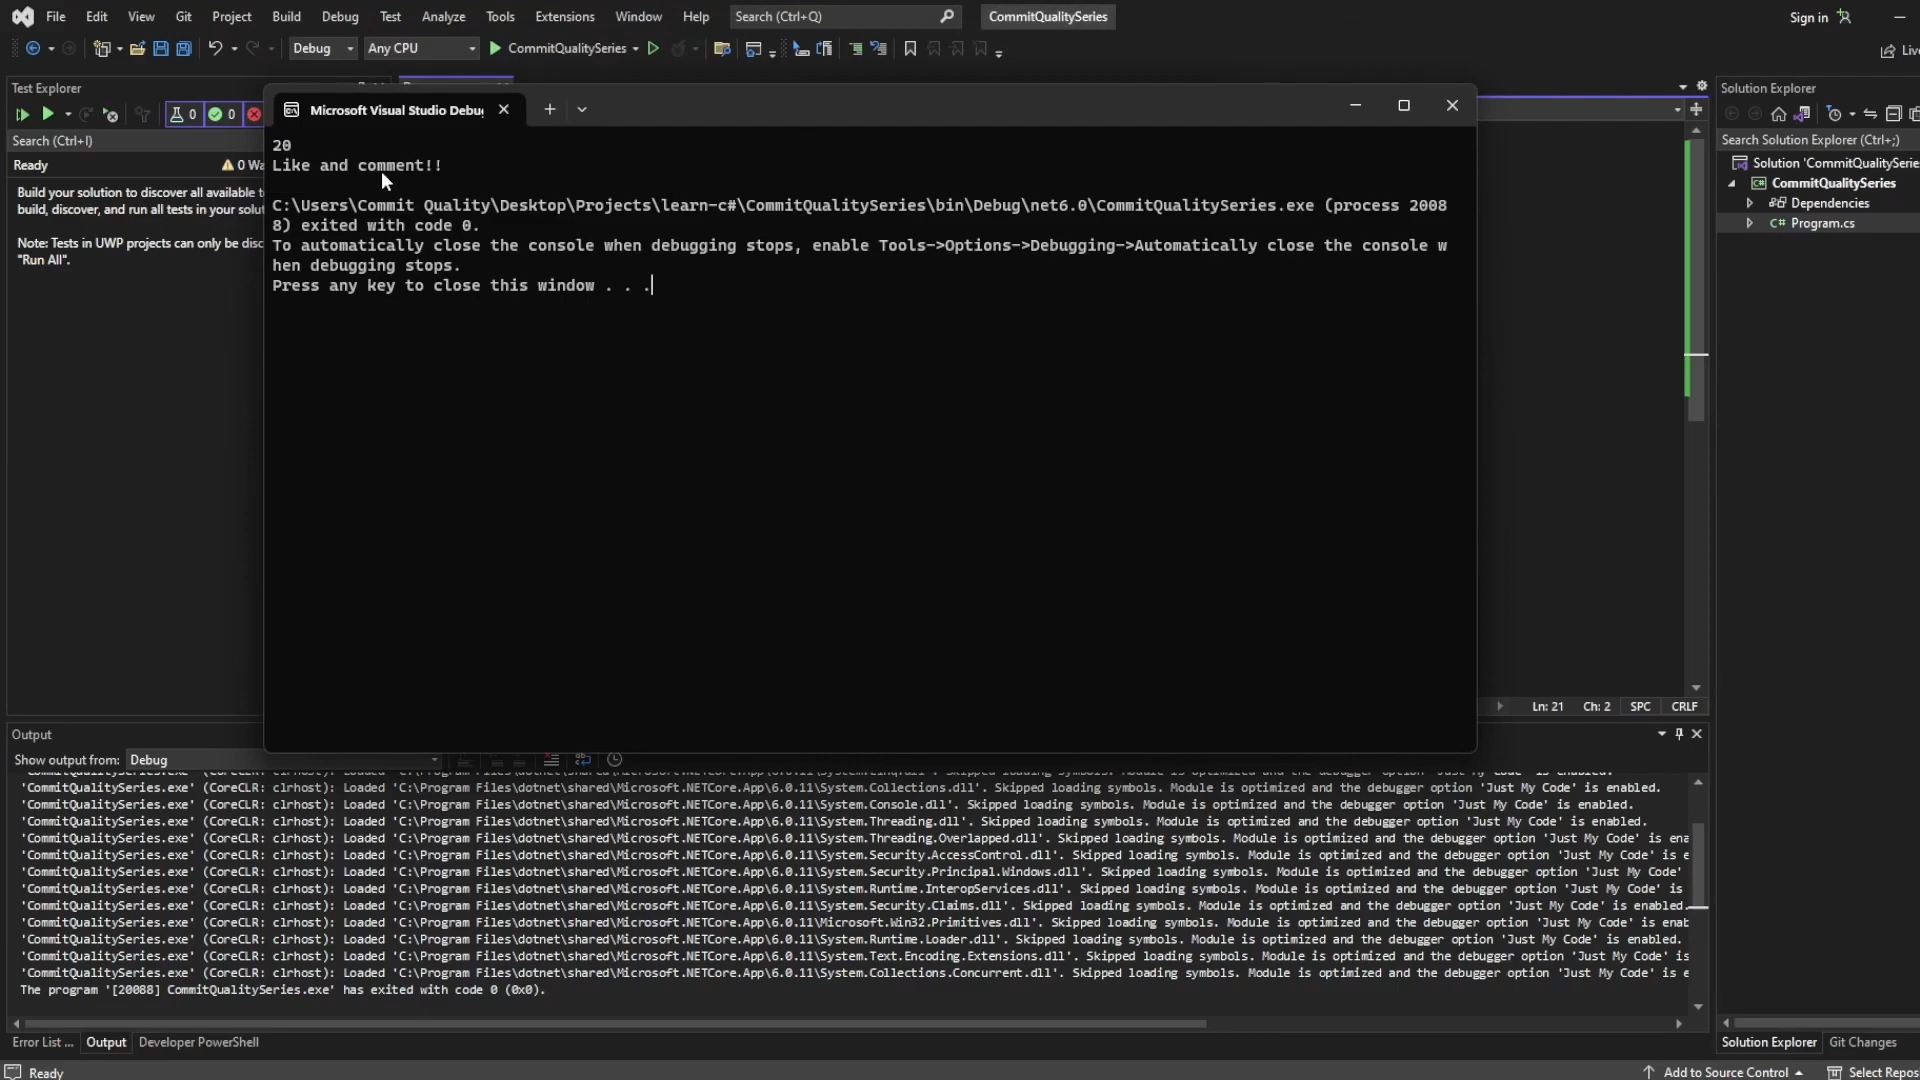 File Edit View Git Project Build Debug Test Analyze Tools Extensions Window Help Search (Ctrl+Q) CommitQualitySeries Sign in
Debug Any CPU CommitQualitySeries Live
Test Explorer
0 0
Search (Ctrl+I)
Ready 0 Wa
Build your solution to discover all available t
build, discover, and run all tests in your solut
Note: Tests in UWP projects can only be disc
"Run All".
Microsoft Visual Studio Debug
20
Like and comment!!
C:\Users\Commit Quality\Desktop\Projects\learn-c#\CommitQualitySeries\bin\Debug\net6.0\CommitQualitySeries.exe (process 2008
8) exited with code 0.
To automatically close the console when debugging stops, enable Tools->Options->Debugging->Automatically close the console w
hen debugging stops.
Press any key to close this window . . .
Solution Explorer
Search Solution Explorer (Ctrl+;)
Solution 'CommitQualitySerie
CommitQualitySeries
Dependencies
C# Program.cs
Ln: 21 Ch: 2 SPC CRLF
Output
Show output from: Debug
'CommitQualitySeries.exe' (CoreCLR: clrhost): Loaded 'C:\Program Files\dotnet\shared\Microsoft.NETCore.App\6.0.11\System.Collections.dll'. Skipped loading symbols. Module is optimized and the debugger option 'Just My Code' is enabled.
'CommitQualitySeries.exe' (CoreCLR: clrhost): Loaded 'C:\Program Files\dotnet\shared\Microsoft.NETCore.App\6.0.11\System.Console.dll'. Skipped loading symbols. Module is optimized and the debugger option 'Just My Code' is enabled.
'CommitQualitySeries.exe' (CoreCLR: clrhost): Loaded 'C:\Program Files\dotnet\shared\Microsoft.NETCore.App\6.0.11\System.Threading.dll'. Skipped loading symbols. Module is optimized and the debugger option 'Just My Code' is enabled.
'CommitQualitySeries.exe' (CoreCLR: clrhost): Loaded 'C:\Program Files\dotnet\shared\Microsoft.NETCore.App\6.0.11\System.Threading.Overlapped.dll'. Skipped loading symbols. Module is optimized and the debugger option 'Just My Code' is ena
'CommitQualitySeries.exe' (CoreCLR: clrhost): Loaded 'C:\Program Files\dotnet\shared\Microsoft.NETCore.App\6.0.11\System.Security.AccessControl.dll'. Skipped loading symbols. Module is optimized and the debugger option 'Just My Code' is e
'CommitQualitySeries.exe' (CoreCLR: clrhost): Loaded 'C:\Program Files\dotnet\shared\Microsoft.NETCore.App\6.0.11\System.Security.Principal.Windows.dll'. Skipped loading symbols. Module is optimized and the debugger option 'Just My Code'
'CommitQualitySeries.exe' (CoreCLR: clrhost): Loaded 'C:\Program Files\dotnet\shared\Microsoft.NETCore.App\6.0.11\System.Runtime.InteropServices.dll'. Skipped loading symbols. Module is optimized and the debugger option 'Just My Code' is
'CommitQualitySeries.exe' (CoreCLR: clrhost): Loaded 'C:\Program Files\dotnet\shared\Microsoft.NETCore.App\6.0.11\System.Security.Claims.dll'. Skipped loading symbols. Module is optimized and the debugger option 'Just My Code' is enabled.
'CommitQualitySeries.exe' (CoreCLR: clrhost): Loaded 'C:\Program Files\dotnet\shared\Microsoft.NETCore.App\6.0.11\Microsoft.Win32.Primitives.dll'. Skipped loading symbols. Module is optimized and the debugger option 'Just My Code' is enab
'CommitQualitySeries.exe' (CoreCLR: clrhost): Loaded 'C:\Program Files\dotnet\shared\Microsoft.NETCore.App\6.0.11\System.Runtime.Loader.dll'. Skipped loading symbols. Module is optimized and the debugger option 'Just My Code' is enabled.
'CommitQualitySeries.exe' (CoreCLR: clrhost): Loaded 'C:\Program Files\dotnet\shared\Microsoft.NETCore.App\6.0.11\System.Text.Encoding.Extensions.dll'. Skipped loading symbols. Module is optimized and the debugger option 'Just My Code' is
'CommitQualitySeries.exe' (CoreCLR: clrhost): Loaded 'C:\Program Files\dotnet\shared\Microsoft.NETCore.App\6.0.11\System.Collections.Concurrent.dll'. Skipped loading symbols. Module is optimized and the debugger option 'Just My Code' is e
The program '[20088] CommitQualitySeries.exe' has exited with code 0 (0x0).
Error List ... Output Developer PowerShell
Solution Explorer Git Changes
Ready Add to Source Control Select Repos